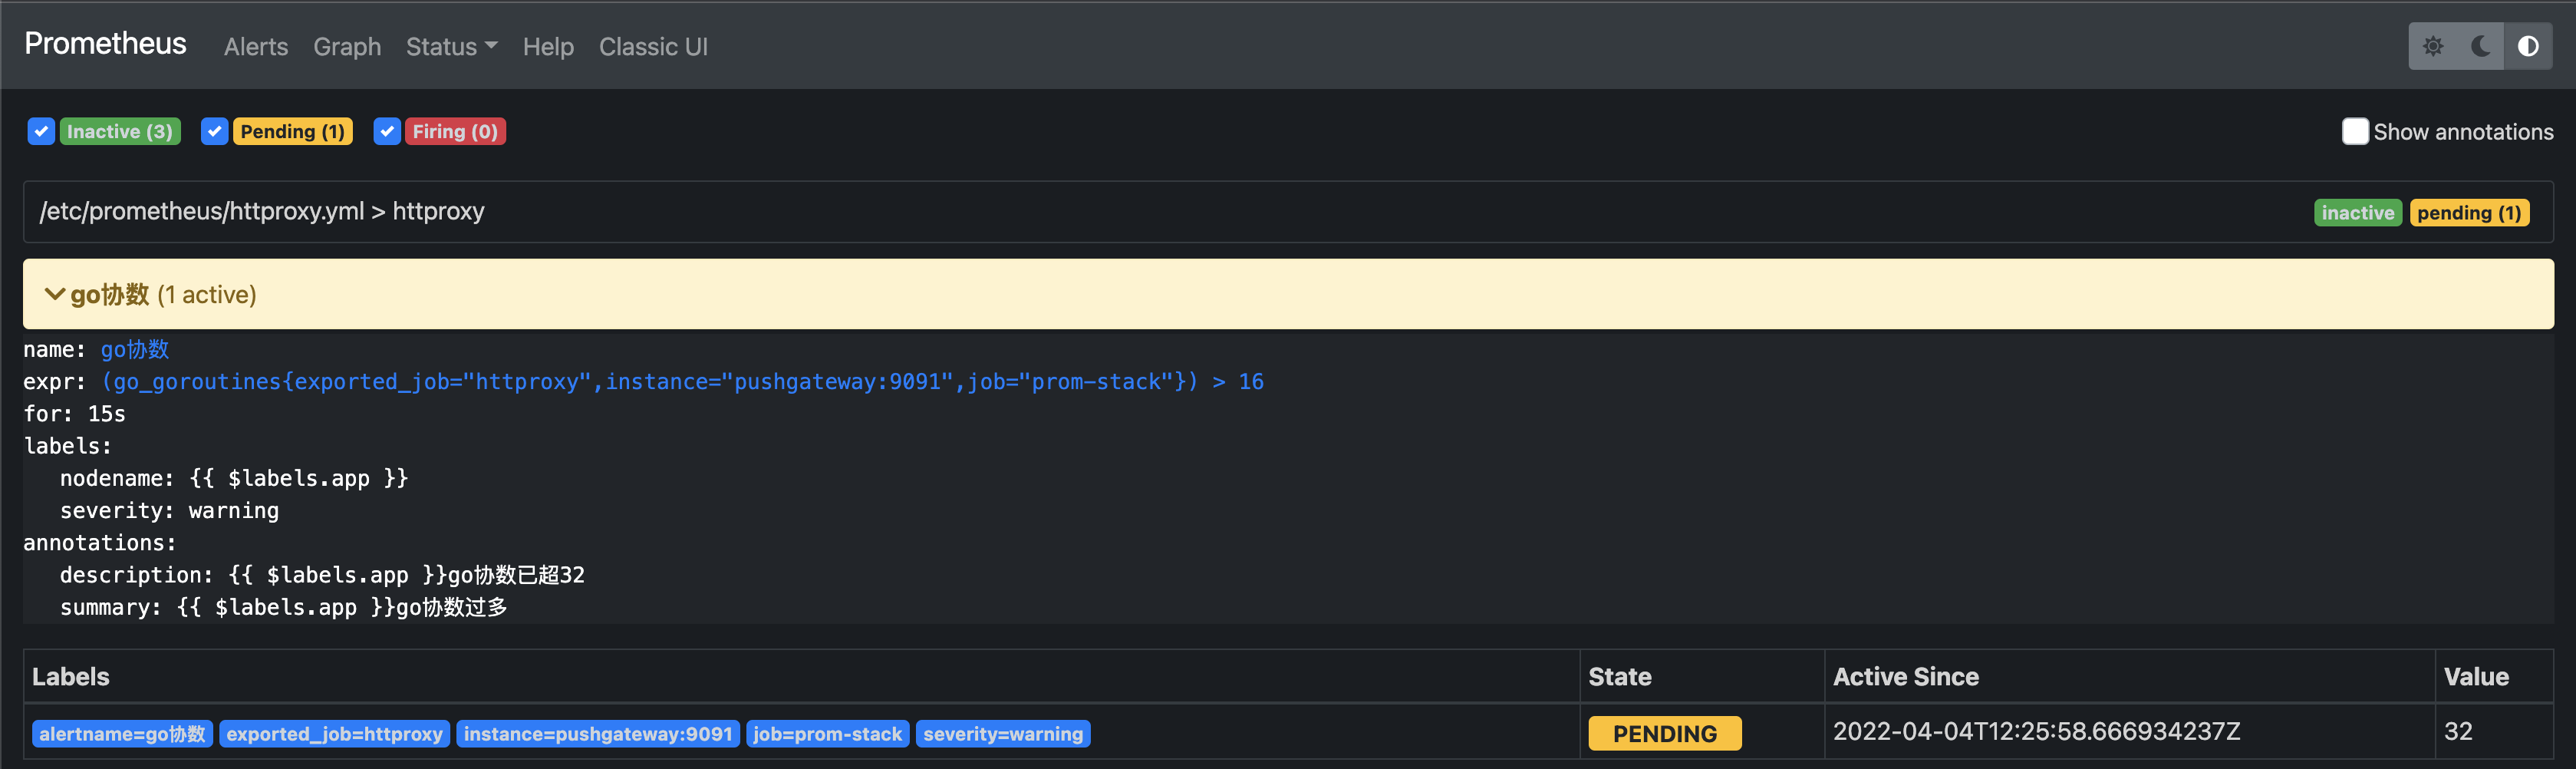 Prometheus Alerts Graph Status Help Classic UI
Inactive (3) Pending (1) Firing (0) Show annotations
/etc/prometheus/httproxy.yml > httproxy inactive pending (1)
go协数 (1 active)
name: go协数
expr: (go_goroutines{exported_job="httproxy",instance="pushgateway:9091",job="prom-stack"}) > 16
for: 15s
labels:
nodename: {{ $labels.app }}
severity: warning
annotations:
description: {{ $labels.app }}go协数已超32
summary: {{ $labels.app }}go协数过多
Labels State Active Since Value
alertname=go协数 exported_job=httproxy instance=pushgateway:9091 job=prom-stack severity=warning PENDING 2022-04-04T12:25:58.666934237Z 32